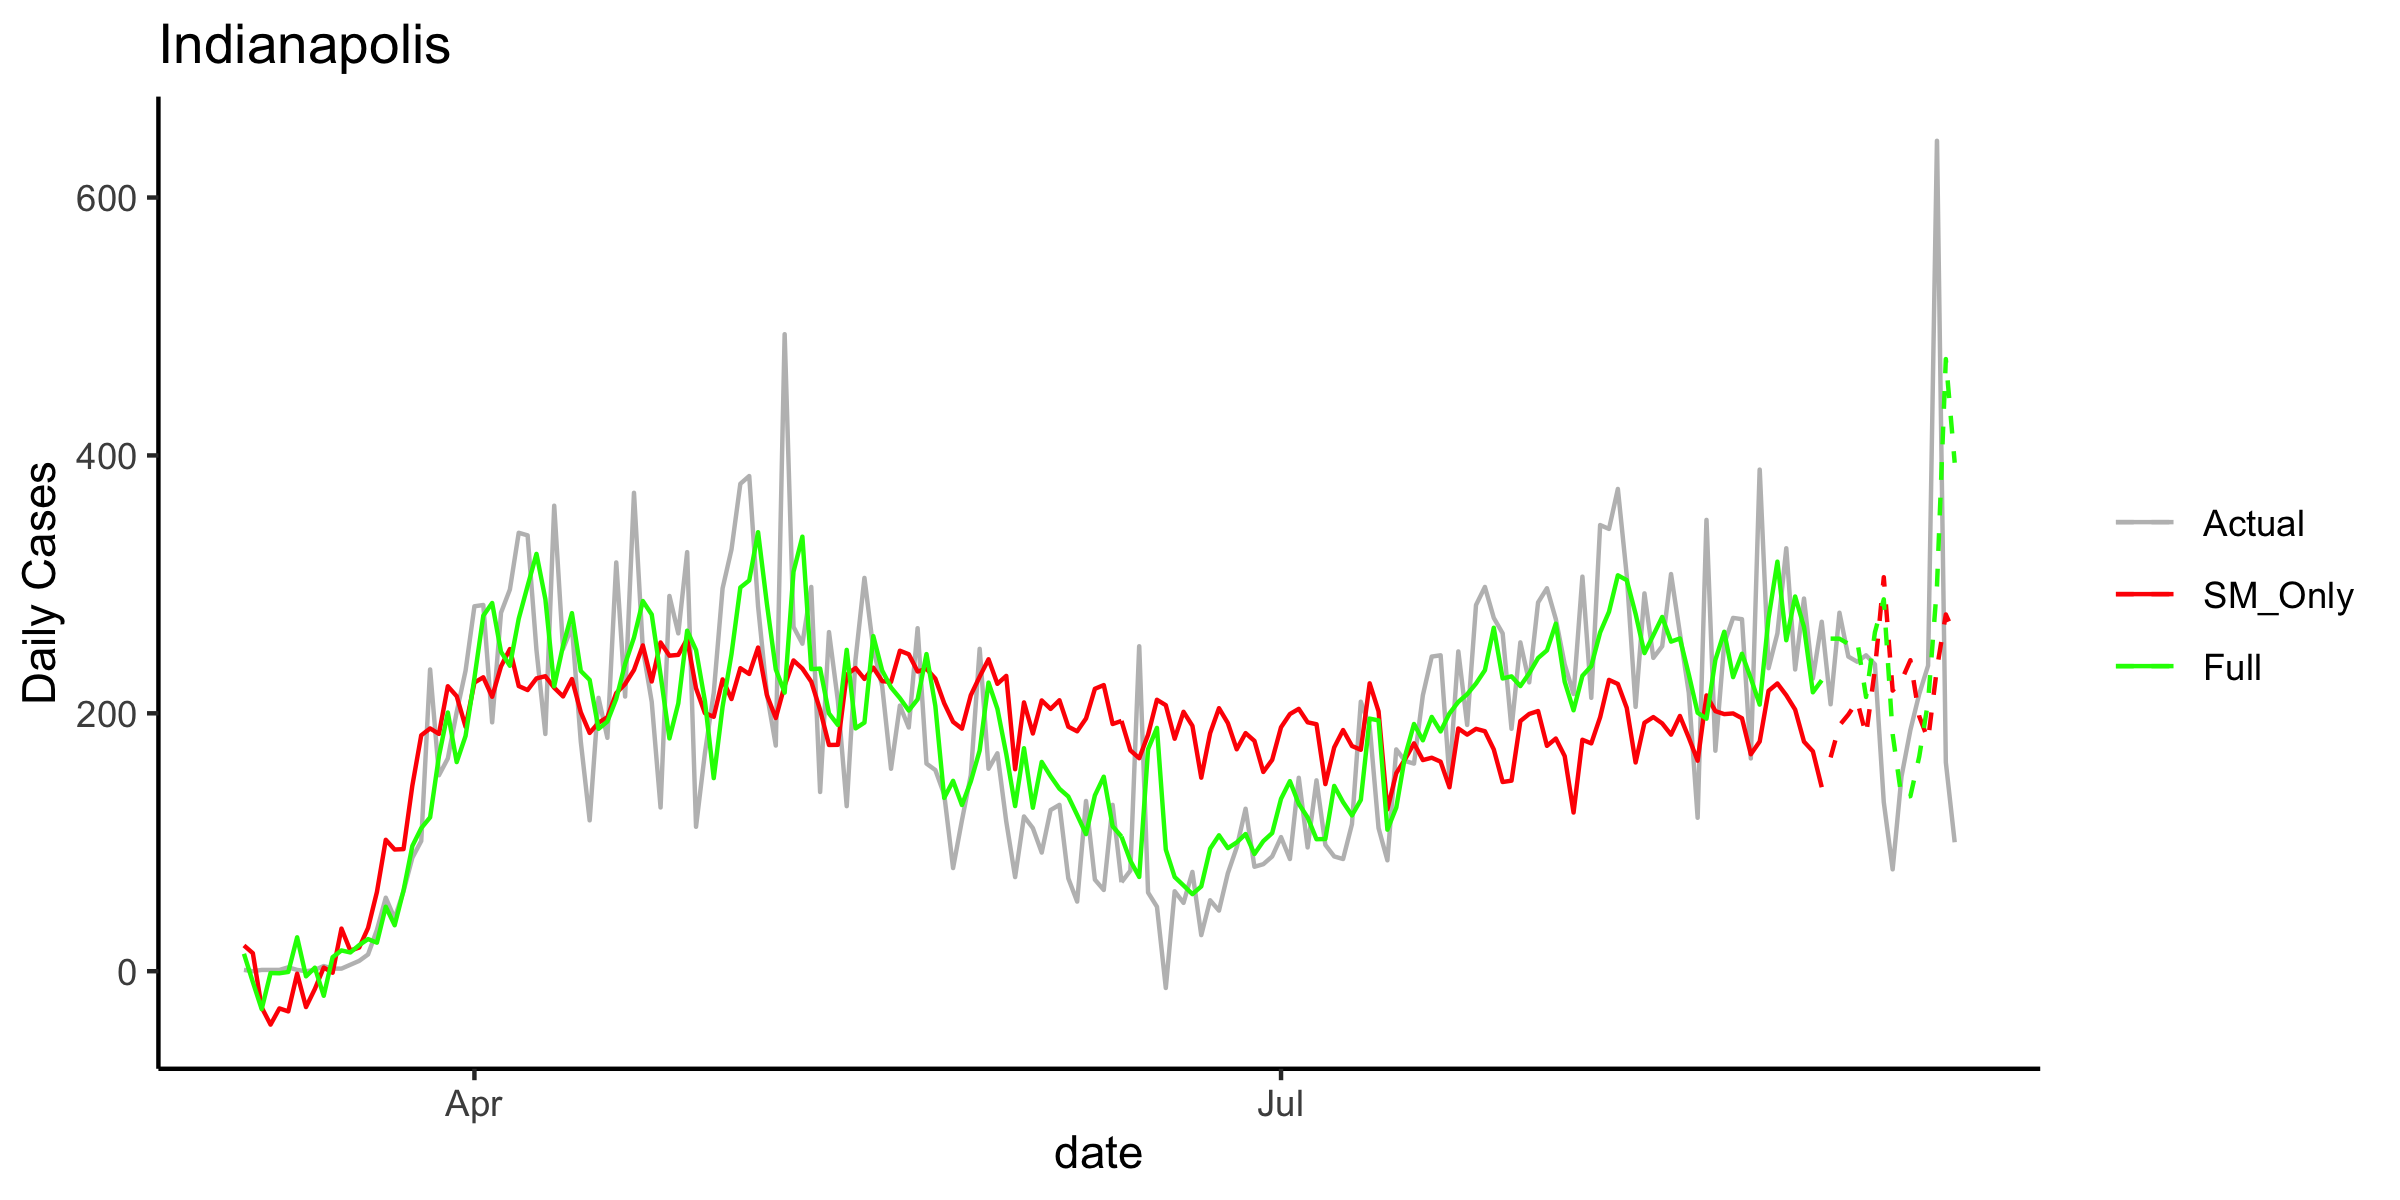 Indianapolis
Daily Cases
600
400
200
0
Apr
Jul
date
Actual
SM_Only
Full